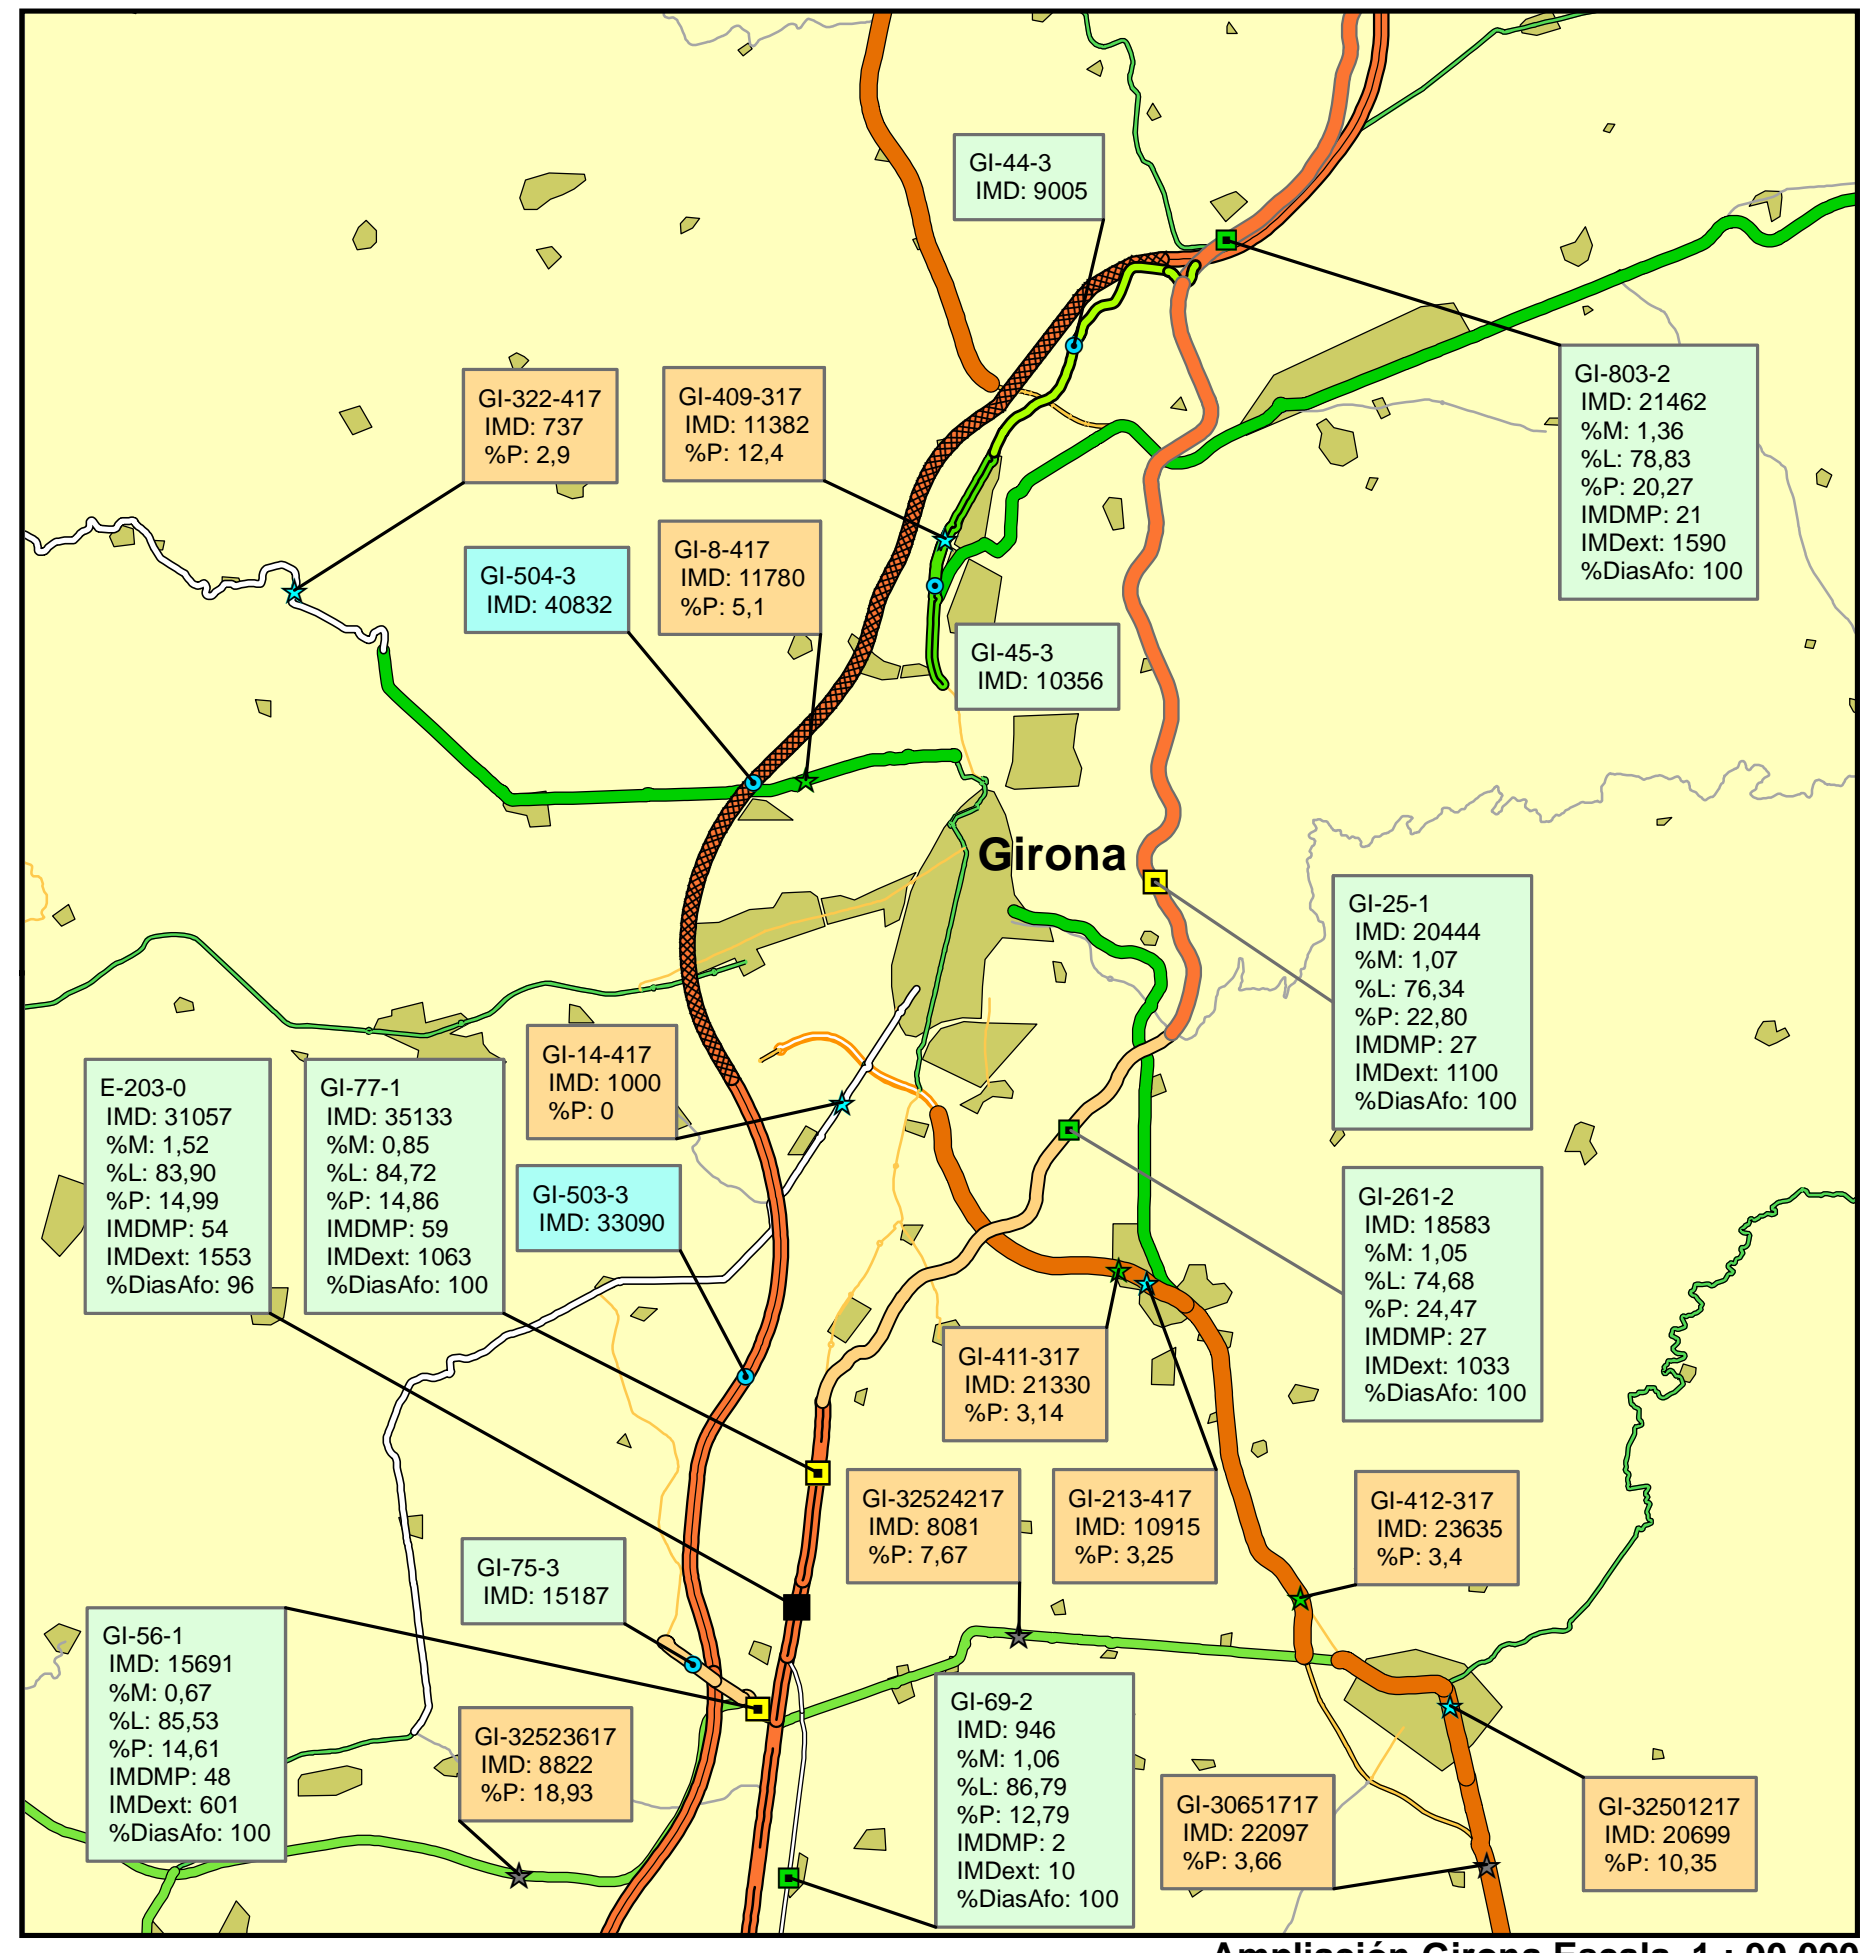 GI-44-3
IMD: 9005
GI-803-2
IMD: 21462
%M: 1,36
%L: 78,83
%P: 20,27
IMDMP: 21
IMDext: 1590
%DiasAfo: 100
GI-322-417
IMD: 737
%P: 2,9
GI-409-317
IMD: 11382
%P: 12,4
GI-504-3
IMD: 40832
GI-8-417
IMD: 11780
%P: 5,1
GI-45-3
IMD: 10356
Girona
GI-25-1
IMD: 20444
%M: 1,07
%L: 76,34
%P: 22,80
IMDMP: 27
IMDext: 1100
%DiasAfo: 100
E-203-0
IMD: 31057
%M: 1,52
%L: 83,90
%P: 14,99
IMDMP: 54
IMDext: 1553
%DiasAfo: 96
GI-77-1
IMD: 35133
%M: 0,85
%L: 84,72
%P: 14,86
IMDMP: 59
IMDext: 1063
%DiasAfo: 100
GI-14-417
IMD: 1000
%P: 0
GI-503-3
IMD: 33090
GI-261-2
IMD: 18583
%M: 1,05
%L: 74,68
%P: 24,47
IMDMP: 27
IMDext: 1033
%DiasAfo: 100
GI-411-317
IMD: 21330
%P: 3,14
GI-32524217
IMD: 8081
%P: 7,67
GI-213-417
IMD: 10915
%P: 3,25
GI-412-317
IMD: 23635
%P: 3,4
GI-75-3
IMD: 15187
GI-56-1
IMD: 15691
%M: 0,67
%L: 85,53
%P: 14,61
IMDMP: 48
IMDext: 601
%DiasAfo: 100
GI-32523617
IMD: 8822
%P: 18,93
GI-69-2
IMD: 946
%M: 1,06
%L: 86,79
%P: 12,79
IMDMP: 2
IMDext: 10
%DiasAfo: 100
GI-30651717
IMD: 22097
%P: 3,66
GI-32501217
IMD: 20699
%P: 10,35
Ampliación Girona Escala 1 : 90.000